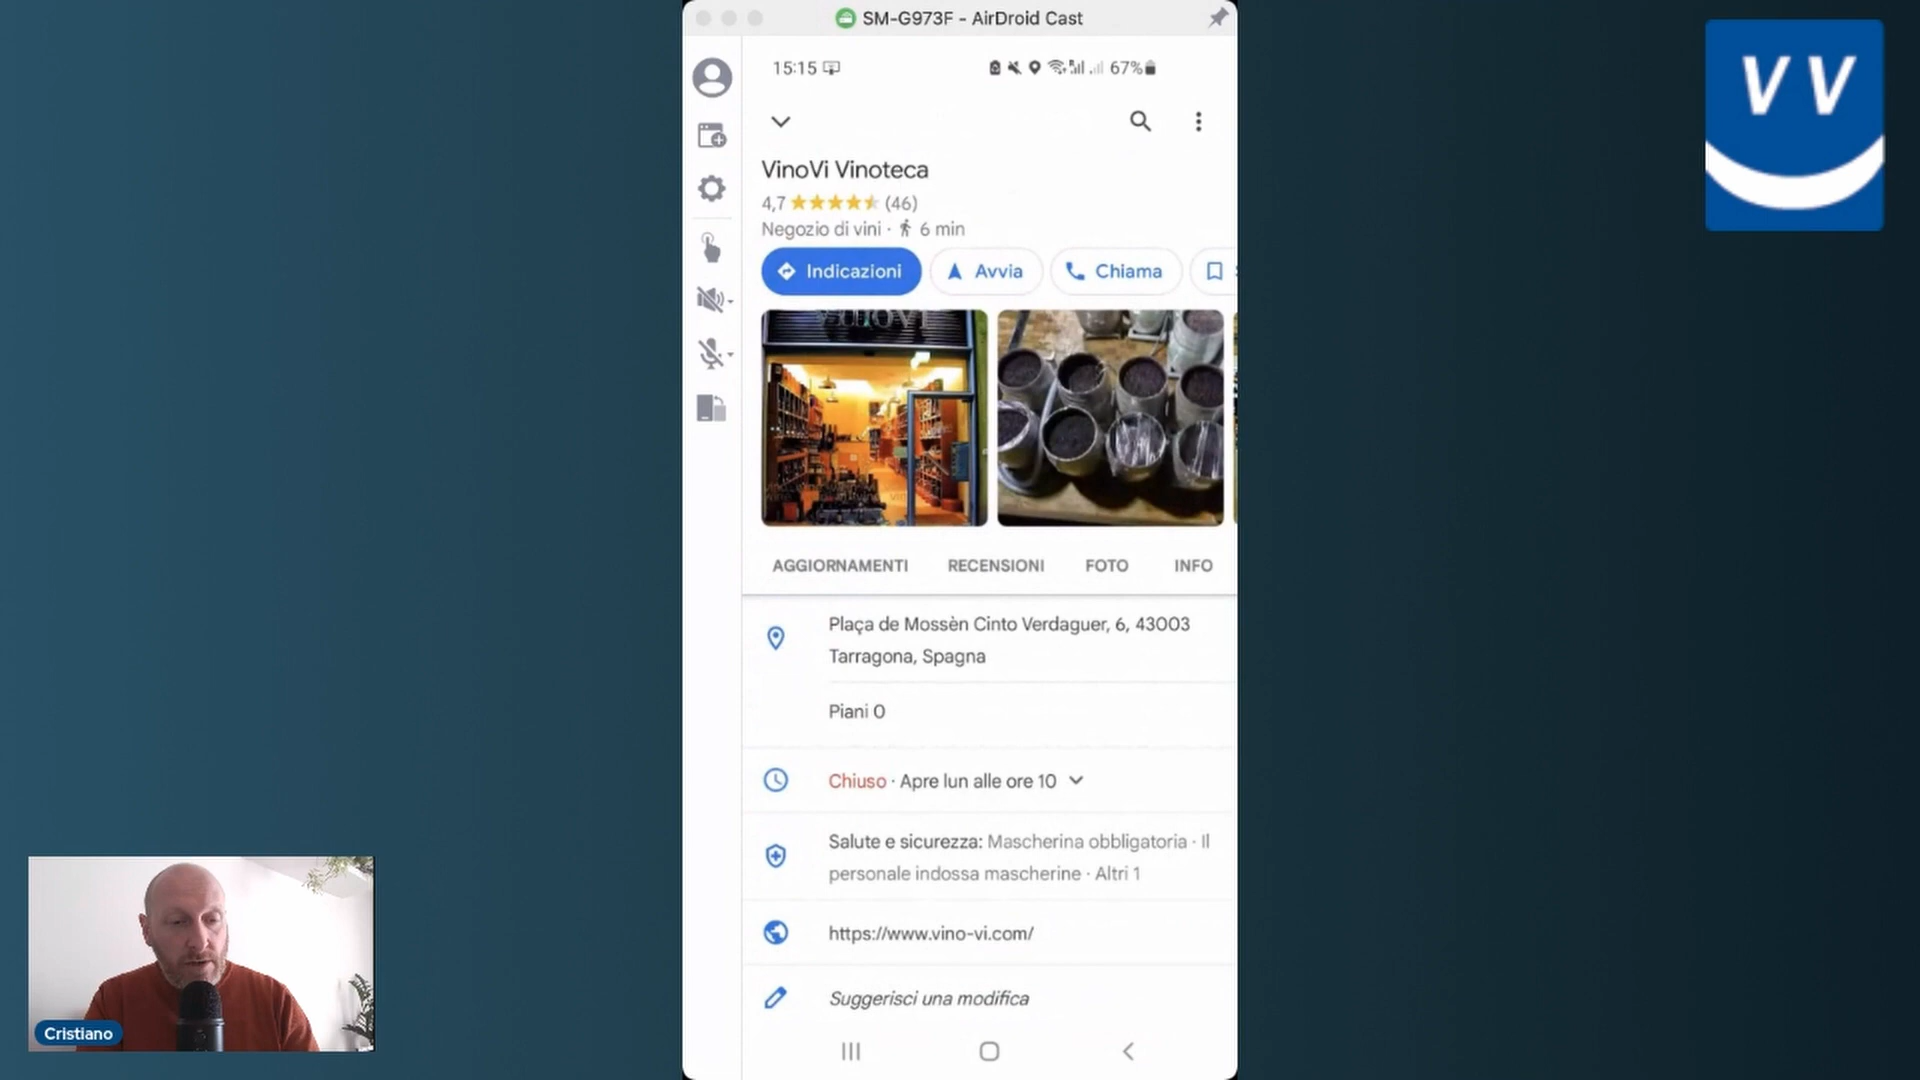 SM-G973F - AirDroid Cast
V V
15:15
67%
VinoVi Vinoteca
4,7 (46)
Negozio di vini · 6 min
Indicazioni
Avvia
Chiama
VINOVI
AGGIORNAMENTI
RECENSIONI
FOTO
INFO
Plaça de Mossèn Cinto Verdaguer, 6, 43003
Tarragona, Spagna
Piani 0
Chiuso · Apre lun alle ore 10
Salute e sicurezza: Mascherina obbligatoria · Il
personale indossa mascherine · Altri 1
https://www.vino-vi.com/
Suggerisci una modifica
Cristiano